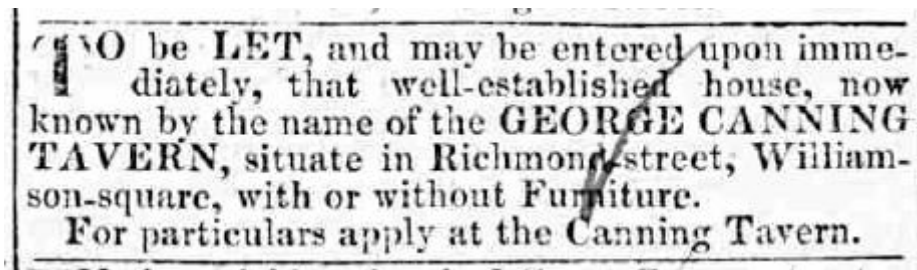 TO be LET, and may be entered upon imme-
diately, that well-established house, now
known by the name of the GEORGE CANNING
TAVERN, situate in Richmond-street, William-
son-square, with or without Furniture.
For particulars apply at the Canning Tavern.